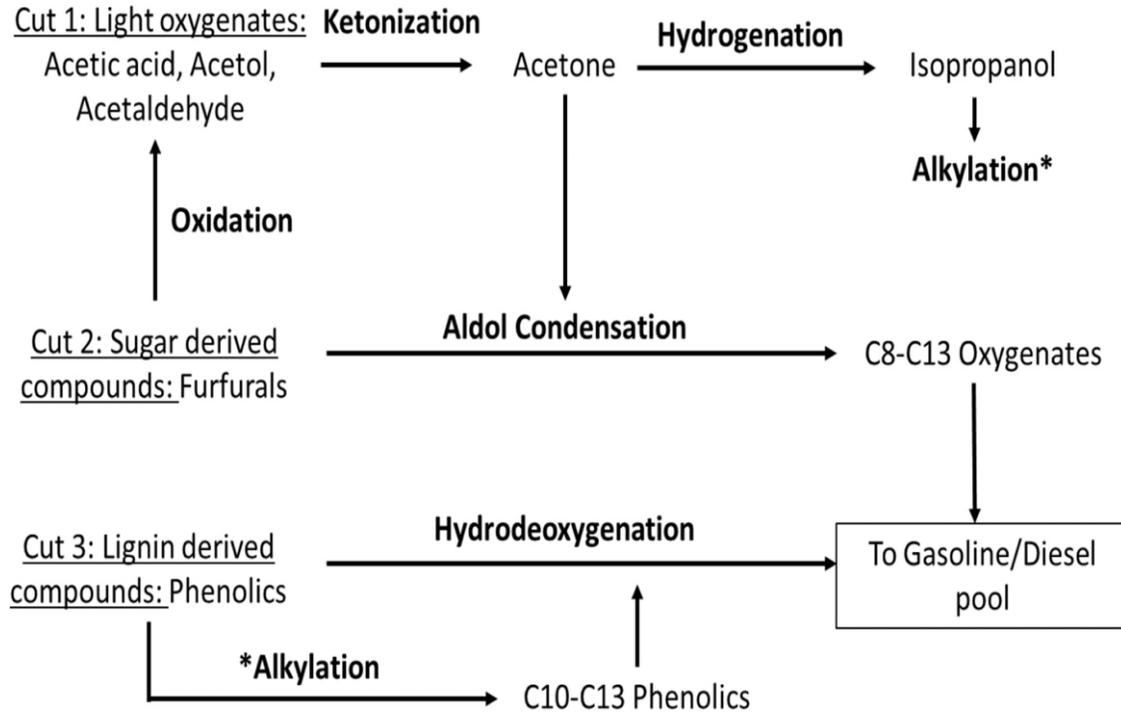 Cut 1: Light oxygenates:
Acetic acid, Acetol,
Acetaldehyde
Ketonization
Acetone
Hydrogenation
Isopropanol
Alkylation*
Oxidation
Cut 2: Sugar derived
compounds: Furfurals
Aldol Condensation
C8-C13 Oxygenates
Cut 3: Lignin derived
compounds: Phenolics
Hydrodeoxygenation
To Gasoline/Diesel
pool
*Alkylation
C10-C13 Phenolics